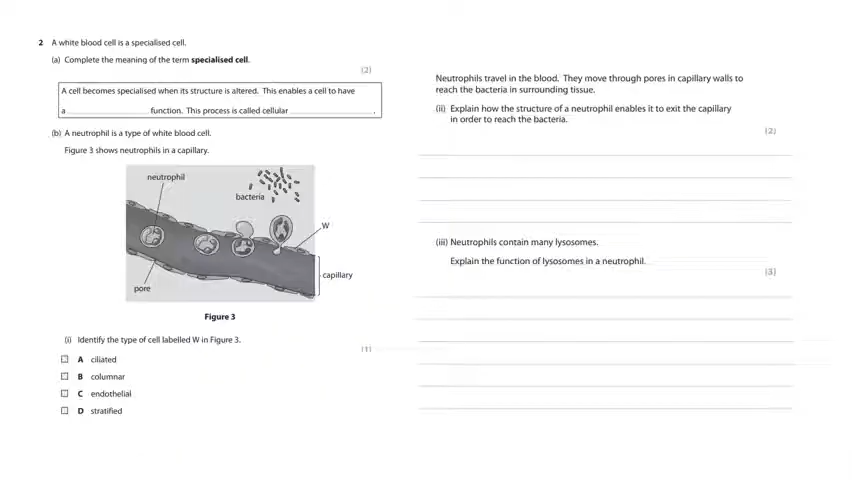 2 A white blood cell is a specialised cell.
(a) Complete the meaning of the term specialised cell.
(2)
A cell becomes specialised when its structure is altered. This enables a cell to have
a ............ function. This process is called cellular ............ .
(b) A neutrophil is a type of white blood cell.
Figure 3 shows neutrophils in a capillary.
neutrophil
bacteria
W
capillary
pore
Figure 3
(i) Identify the type of cell labelled W in Figure 3.
(1)
A ciliated
B columnar
C endothelial
D stratified
Neutrophils travel in the blood. They move through pores in capillary walls to
reach the bacteria in surrounding tissue.
(ii) Explain how the structure of a neutrophil enables it to exit the capillary
in order to reach the bacteria.
(2)
(iii) Neutrophils contain many lysosomes.
Explain the function of lysosomes in a neutrophil.
(3)